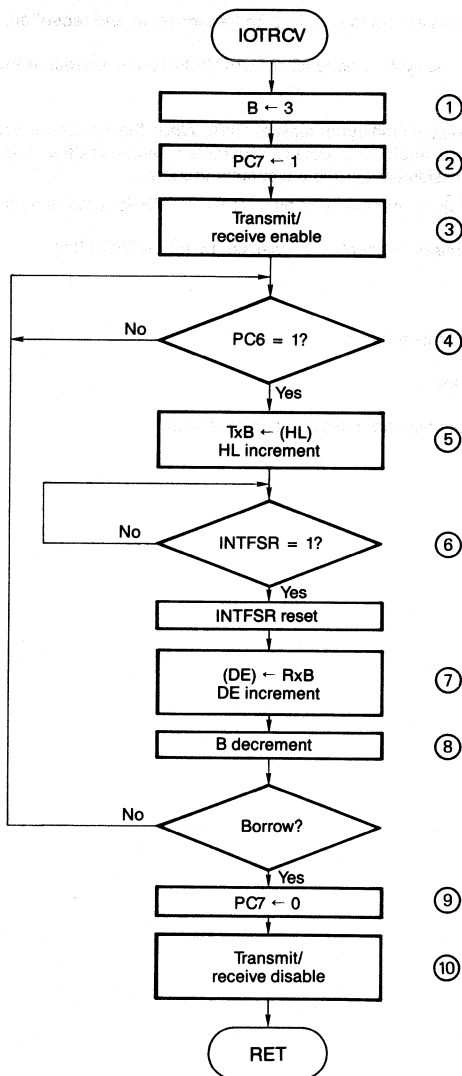 IOTRCV
B ← 3
①
PC7 ← 1
②
Transmit/
receive enable
③
No
PC6 = 1?
④
Yes
TxB ← (HL)
HL increment
⑤
No
INTFSR = 1?
⑥
Yes
INTFSR reset
(DE) ← RxB
DE increment
⑦
B decrement
⑧
No
Borrow?
Yes
PC7 ← 0
⑨
Transmit/
receive disable
⑩
RET